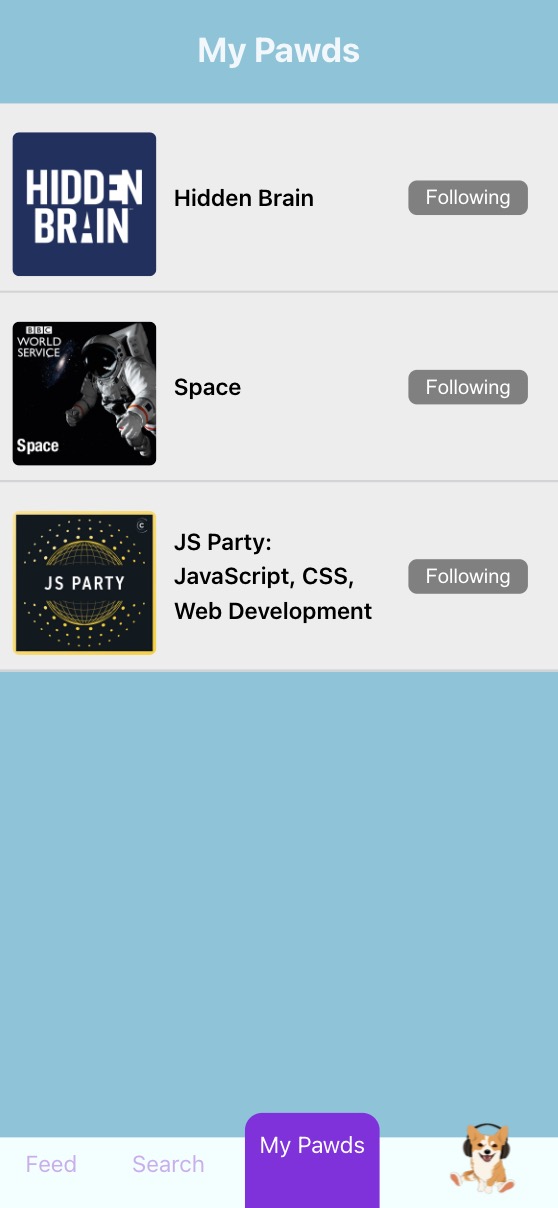 My Pawds
HIDDEN
BRAIN
Hidden Brain
Following
BBC
WORLD
SERVICE
Space
Space
Following
C
JS PARTY
JS Party:
JavaScript, CSS,
Web Development
Following
Feed
Search
My Pawds